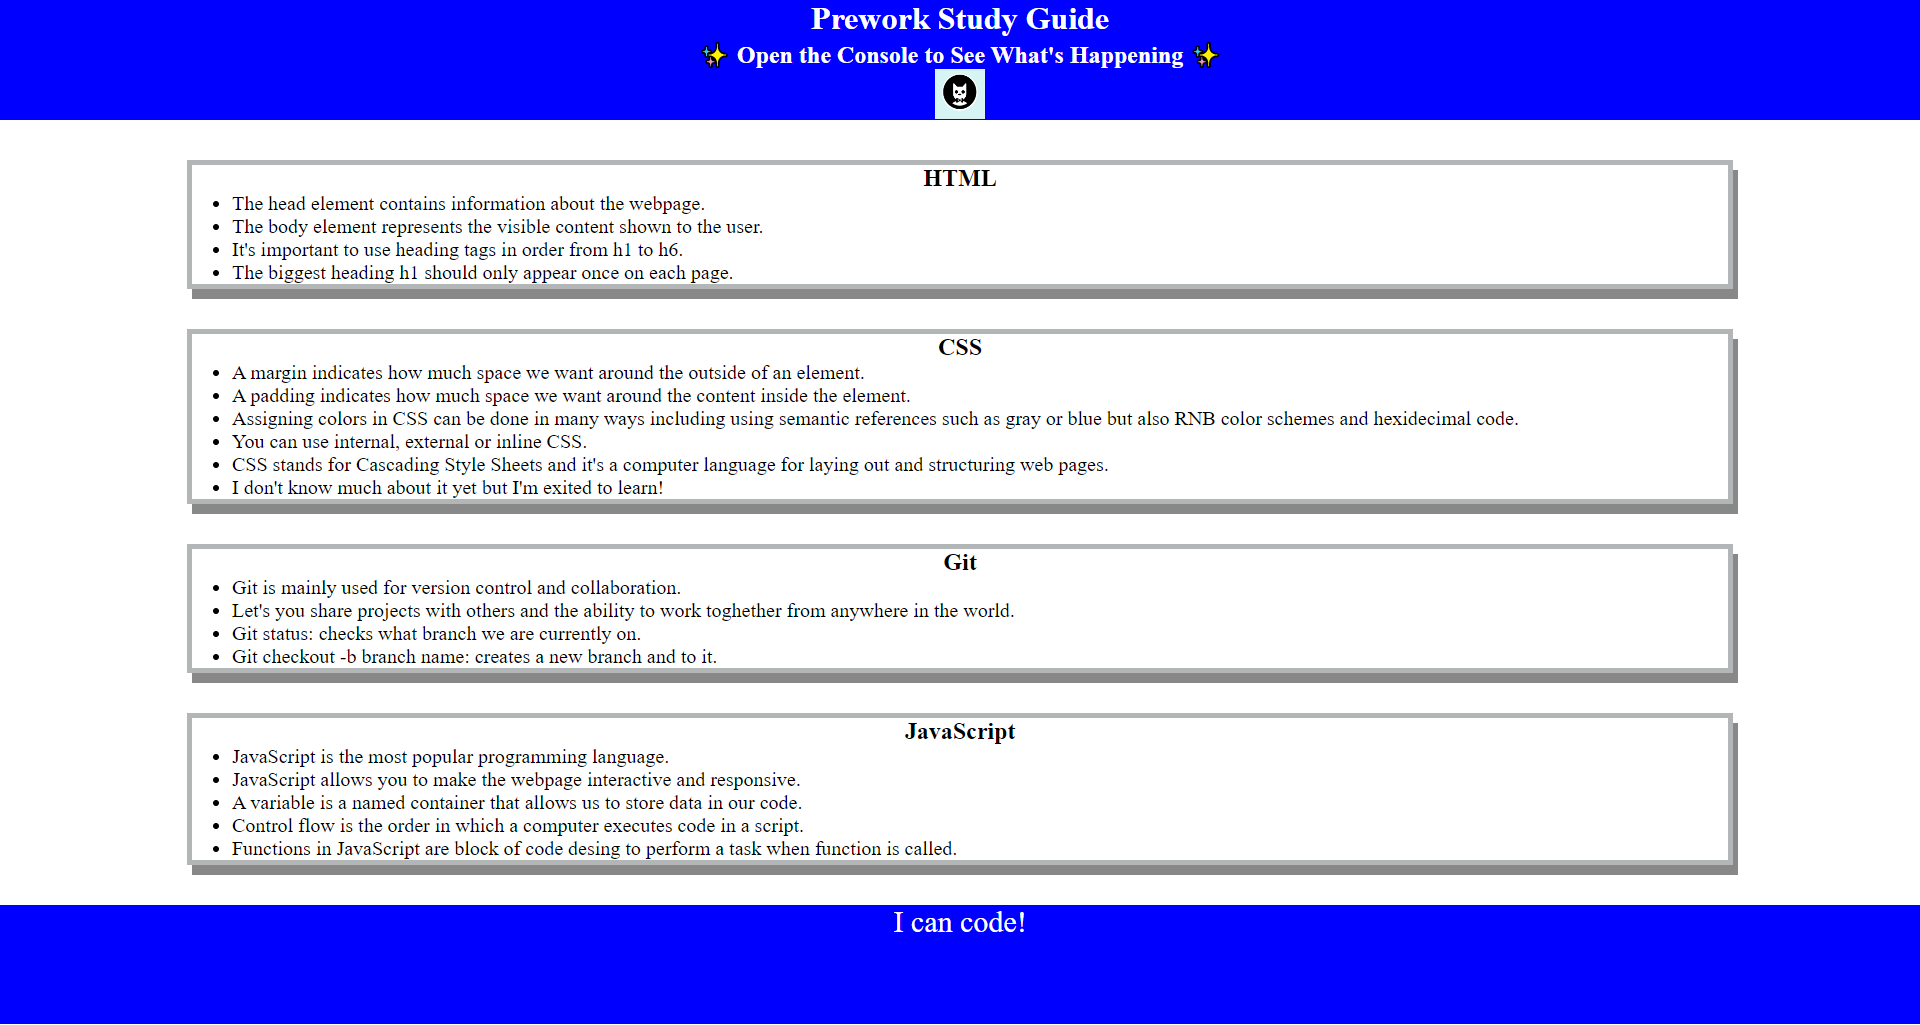 Prework Study Guide
✨ Open the Console to See What's Happening ✨
HTML
• The head element contains information about the webpage.
• The body element represents the visible content shown to the user.
• It's important to use heading tags in order from h1 to h6.
• The biggest heading h1 should only appear once on each page.
CSS
• A margin indicates how much space we want around the outside of an element.
• A padding indicates how much space we want around the content inside the element.
• Assigning colors in CSS can be done in many ways including using semantic references such as gray or blue but also RNB color schemes and hexidecimal code.
• You can use internal, external or inline CSS.
• CSS stands for Cascading Style Sheets and it's a computer language for laying out and structuring web pages.
• I don't know much about it yet but I'm exited to learn!
Git
• Git is mainly used for version control and collaboration.
• Let's you share projects with others and the ability to work toghether from anywhere in the world.
• Git status: checks what branch we are currently on.
• Git checkout -b branch name: creates a new branch and to it.
JavaScript
• JavaScript is the most popular programming language.
• JavaScript allows you to make the webpage interactive and responsive.
• A variable is a named container that allows us to store data in our code.
• Control flow is the order in which a computer executes code in a script.
• Functions in JavaScript are block of code desing to perform a task when function is called.
I can code!